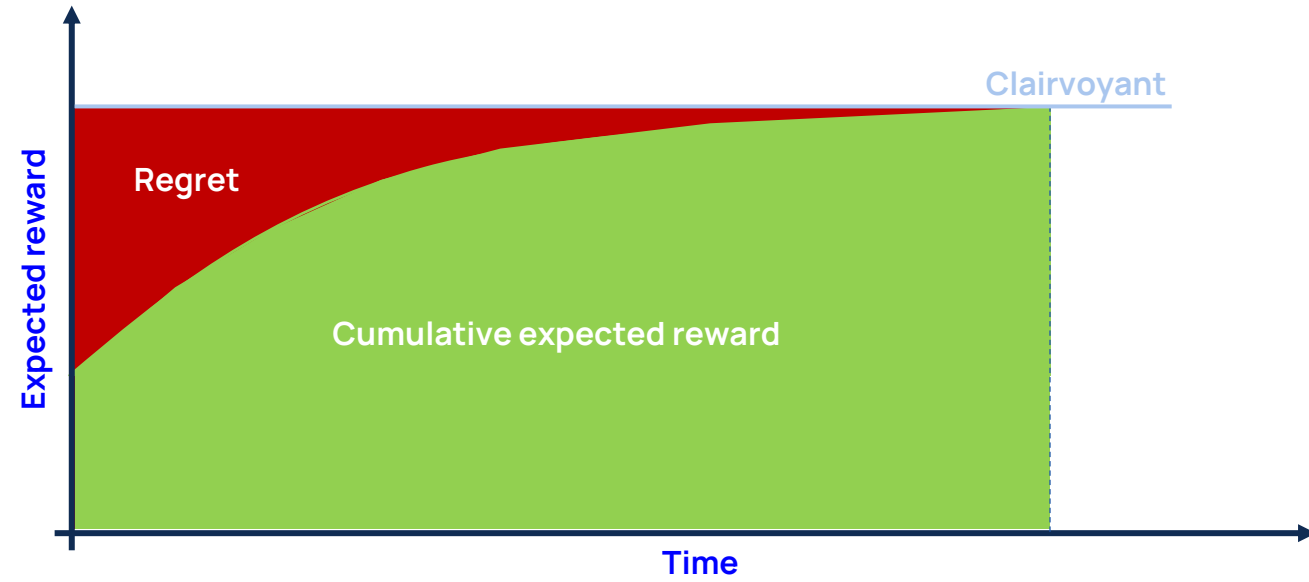 Clairvoyant
Regret
Expected reward
Cumulative expected reward
Time